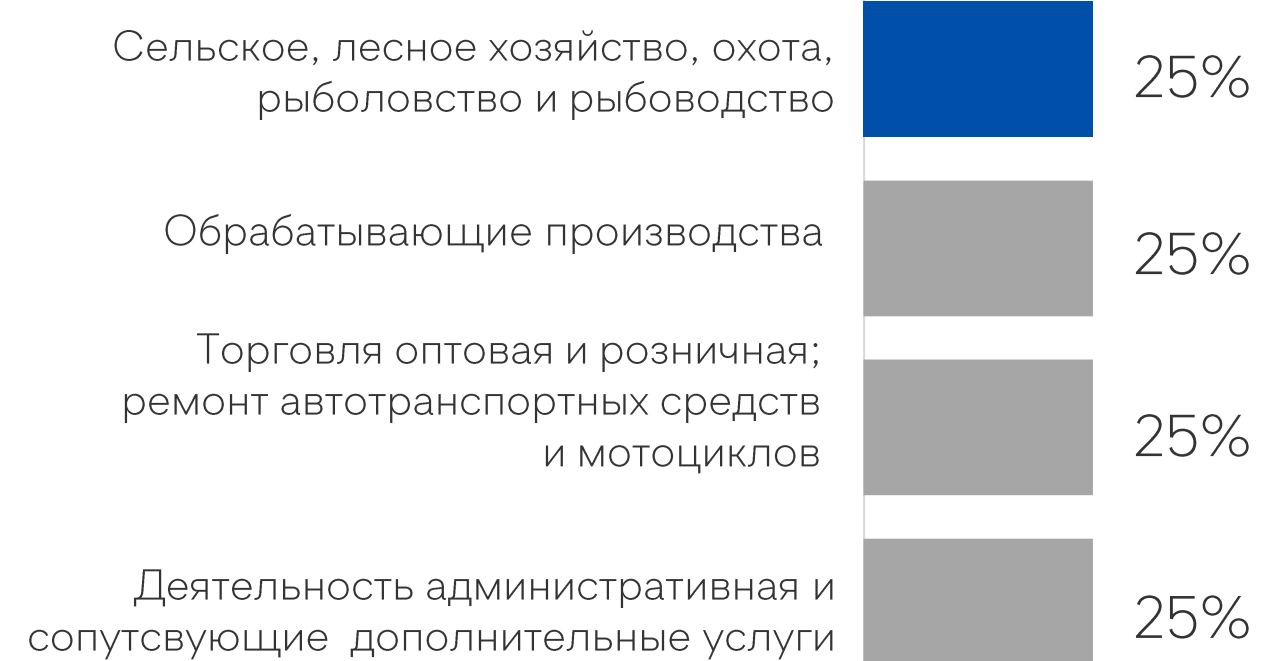 Сельское, лесное хозяйство, охота,
рыболовство и рыбоводство
25%
Обрабатывающие производства
25%
Торговля оптовая и розничная;
ремонт автотранспортных средств
и мотоциклов
25%
Деятельность административная и
сопутсвующие дополнительные услуги
25%